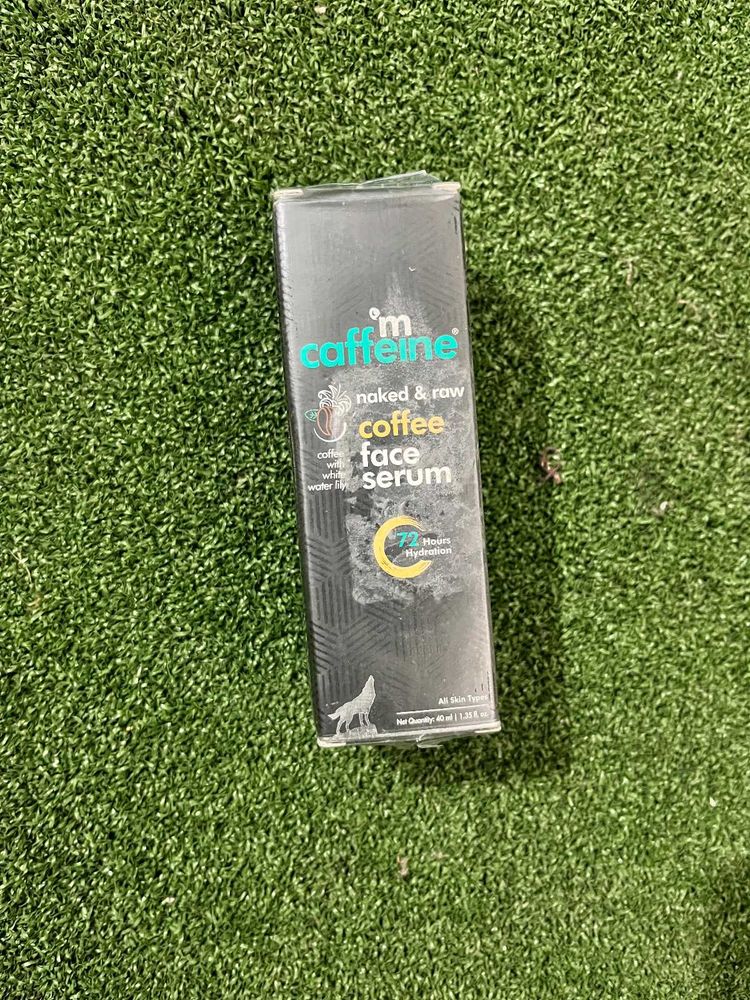 'm
caffeine®
naked & raw
coffee
face
serum
coffee
with
white
water lily
72 Hours
Hydration
All Skin Types
Net Quantity: 40 ml | 1.35 fl. oz.